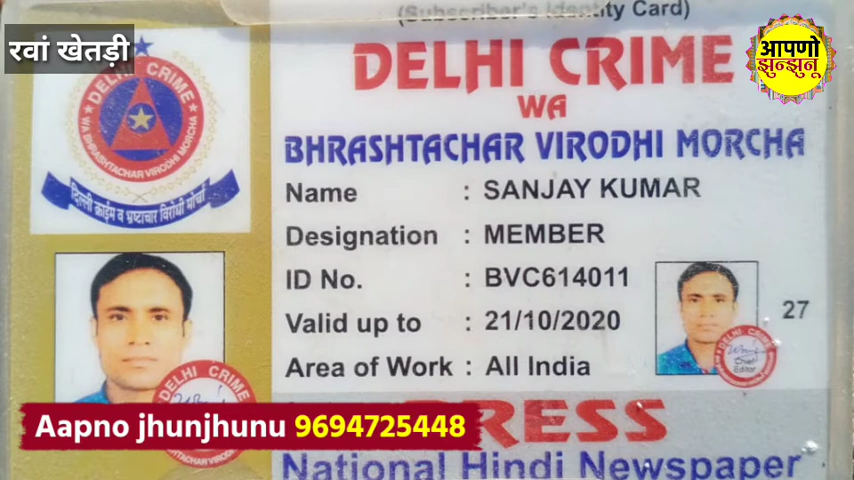 (Subscriber's Identity Card)
रवां खेतड़ी
आपणो
झुन्झुनू
DELHI CRIME
WA
BHRASHTACHAR VIRODHI MORCHA
DELHI CRIME
WA BHRASHTACHAR VIRODHI MORCHA
दिल्ली क्राईम व भ्रष्टाचार विरोधी मोर्चा
Name : SANJAY KUMAR
Designation : MEMBER
ID No. : BVC614011
Valid up to : 21/10/2020
27
Area of Work : All India
DELHI CRIME
Chief
Editor
DELHI CRIME
Aapno jhunjhunu 9694725448
PRESS
National Hindi Newspaper